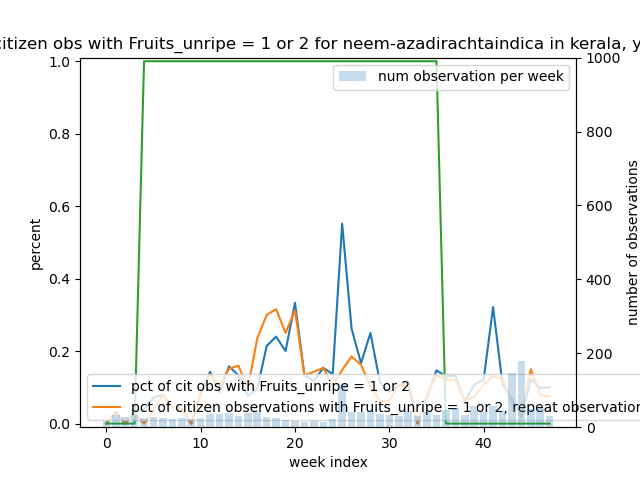 citizen obs with Fruits_unripe = 1 or 2 for neem-azadirachtaindica in kerala, y
num observation per week
1.0
0.8
0.6
0.4
0.2
0.0
percent
1000
800
600
400
200
0
number of observations
pct of cit obs with Fruits_unripe = 1 or 2
pct of citizen observations with Fruits_unripe = 1 or 2, repeat observation
0 10 20 30 40
week index